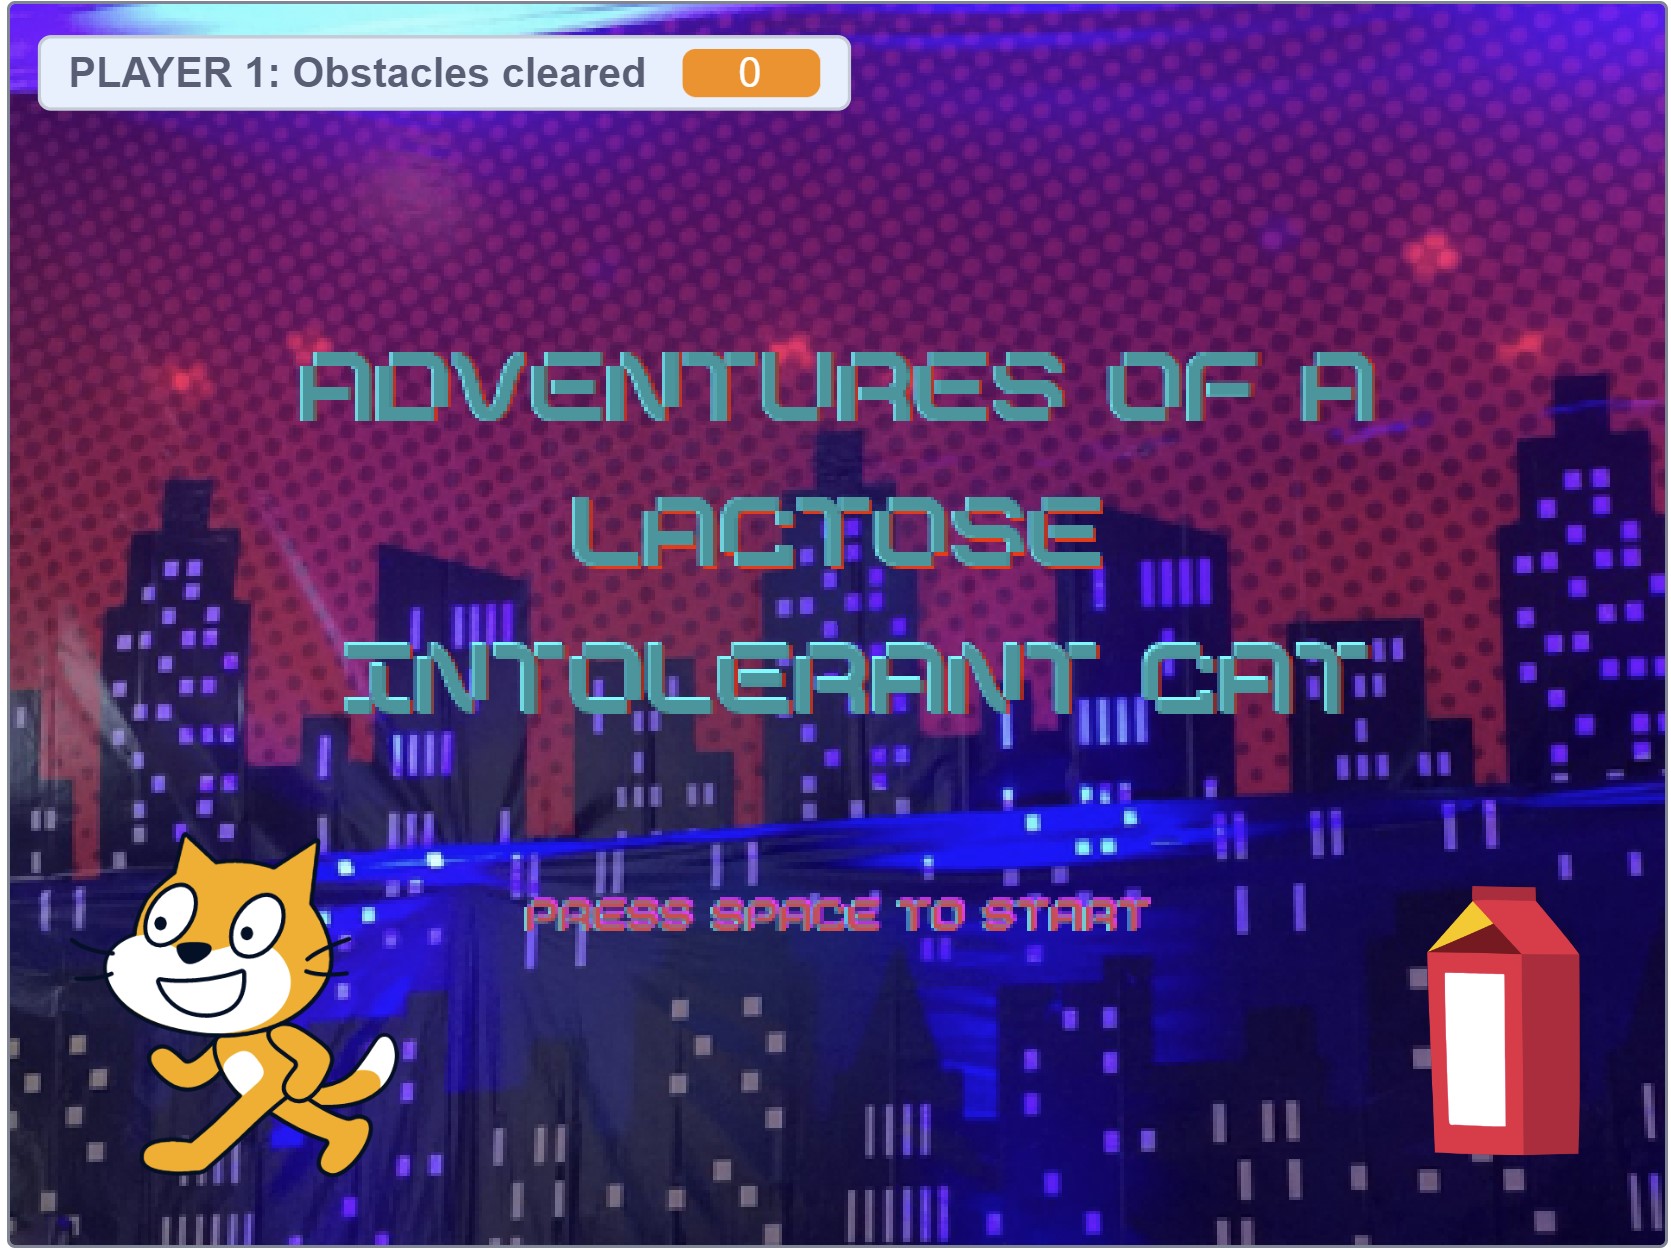 PLAYER 1: Obstacles cleared 0
ADVENTURES OF A
LACTOSE
INTOLERANT CAT
PRESS SPACE TO START